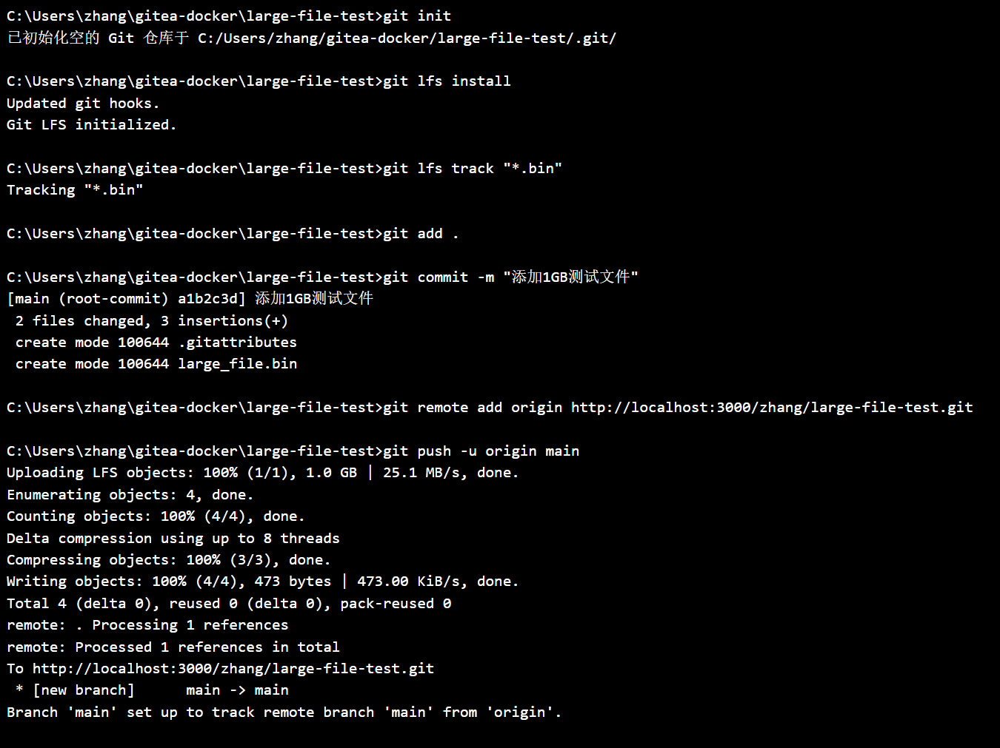 C:\Users\zhang\gitea-docker\large-file-test>git init
已初始化空的 Git 仓库于 C:/Users/zhang/gitea-docker/large-file-test/.git/
C:\Users\zhang\gitea-docker\large-file-test>git lfs install
Updated git hooks.
Git LFS initialized.
C:\Users\zhang\gitea-docker\large-file-test>git lfs track "*.bin"
Tracking "*.bin"
C:\Users\zhang\gitea-docker\large-file-test>git add .
C:\Users\zhang\gitea-docker\large-file-test>git commit -m "添加1GB测试文件"
[main (root-commit) a1b2c3d] 添加1GB测试文件
 2 files changed, 3 insertions(+)
 create mode 100644 .gitattributes
 create mode 100644 large_file.bin
C:\Users\zhang\gitea-docker\large-file-test>git remote add origin http://localhost:3000/zhang/large-file-test.git
C:\Users\zhang\gitea-docker\large-file-test>git push -u origin main
Uploading LFS objects: 100% (1/1), 1.0 GB | 25.1 MB/s, done.
Enumerating objects: 4, done.
Counting objects: 100% (4/4), done.
Delta compression using up to 8 threads
Compressing objects: 100% (3/3), done.
Writing objects: 100% (4/4), 473 bytes | 473.00 KiB/s, done.
Total 4 (delta 0), reused 0 (delta 0), pack-reused 0
remote: . Processing 1 references
remote: Processed 1 references in total
To http://localhost:3000/zhang/large-file-test.git
 * [new branch]      main -> main
Branch 'main' set up to track remote branch 'main' from 'origin'.